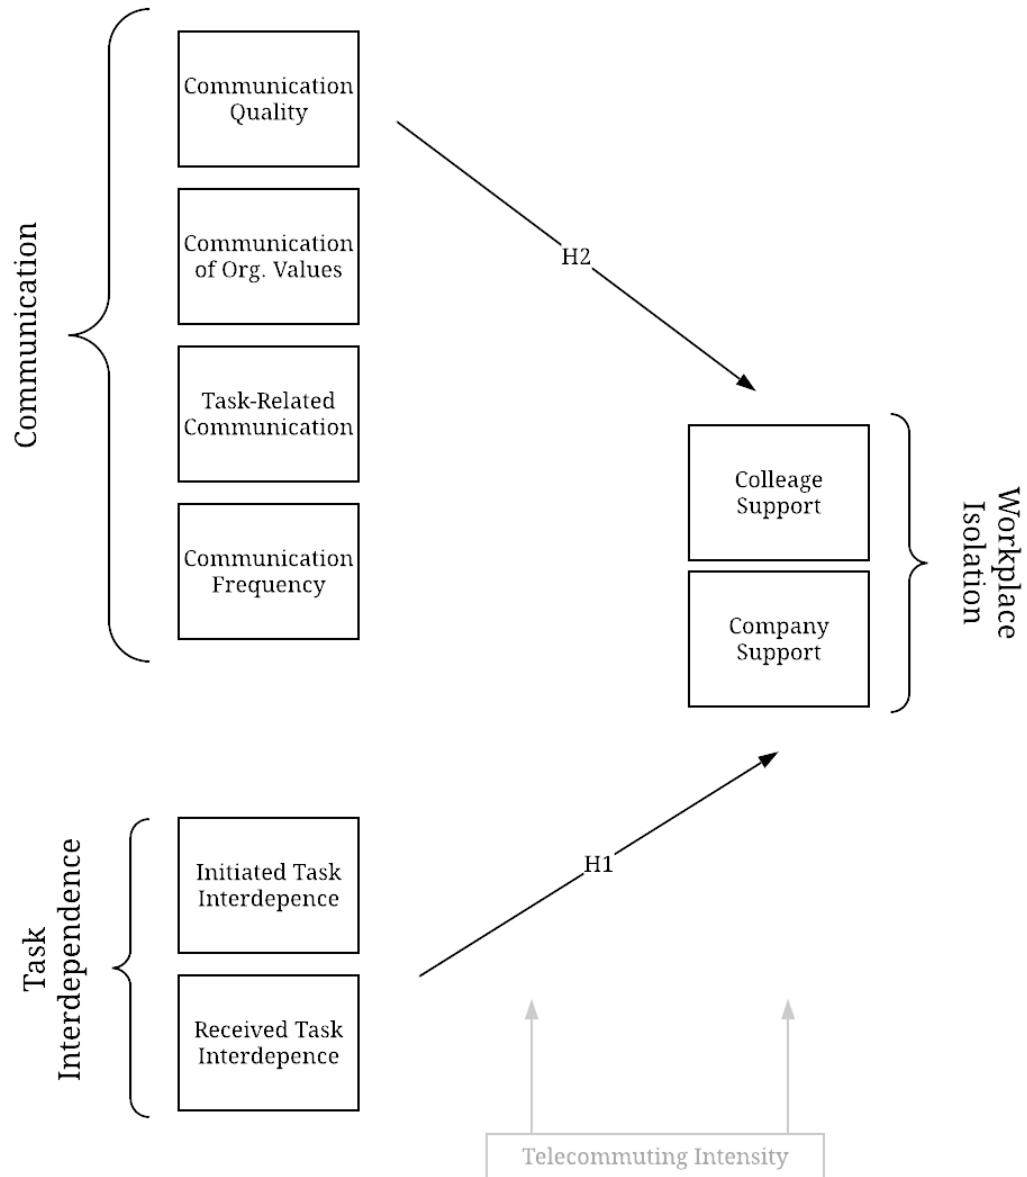 Communication
Communication
Quality
Communication
of Org. Values
Task-Related
Communication
Communication
Frequency
H2
Colleage
Support
Company
Support
Workplace
Isolation
Task
Interdependence
Initiated Task
Interdepence
Received Task
Interdepence
H1
Telecommuting Intensity